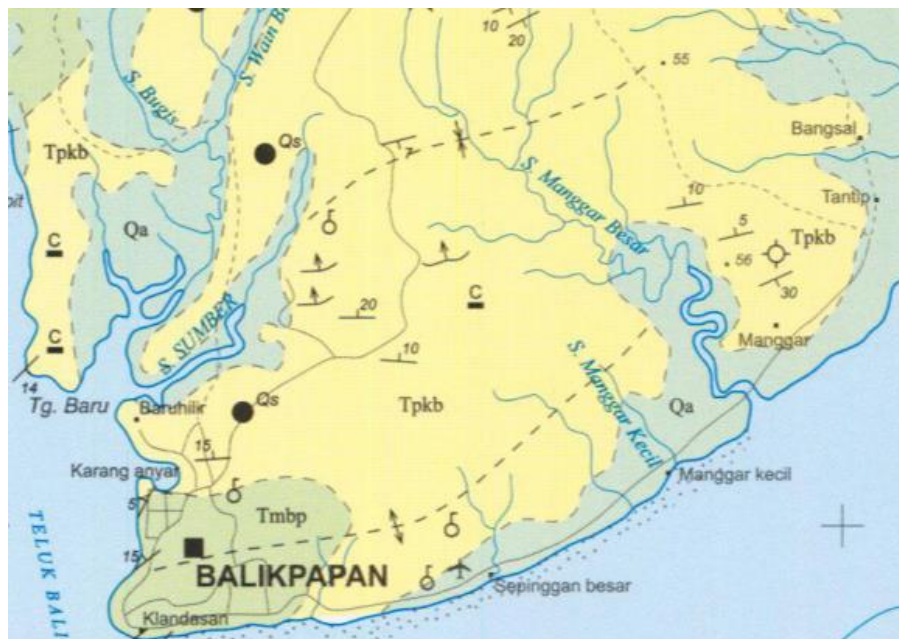 10
20
55
S. Wain B
S. Bugis
Bangsal
Qs
7
Tpkb
S. Manggar Besar
10
Tantip
Qa
5
Tpkb
C
56
C
30
20
S. SUMBER
Manggar
10
C
14
S. Manggar Kecil
Tg. Baru
Qs
Tpkb
Qa
Baruhilir
15
Karang anyar
Manggar kecil
5
Tmbp
TELUK BALI
15
BALIKPAPAN
Sepinggan besar
Klandasan